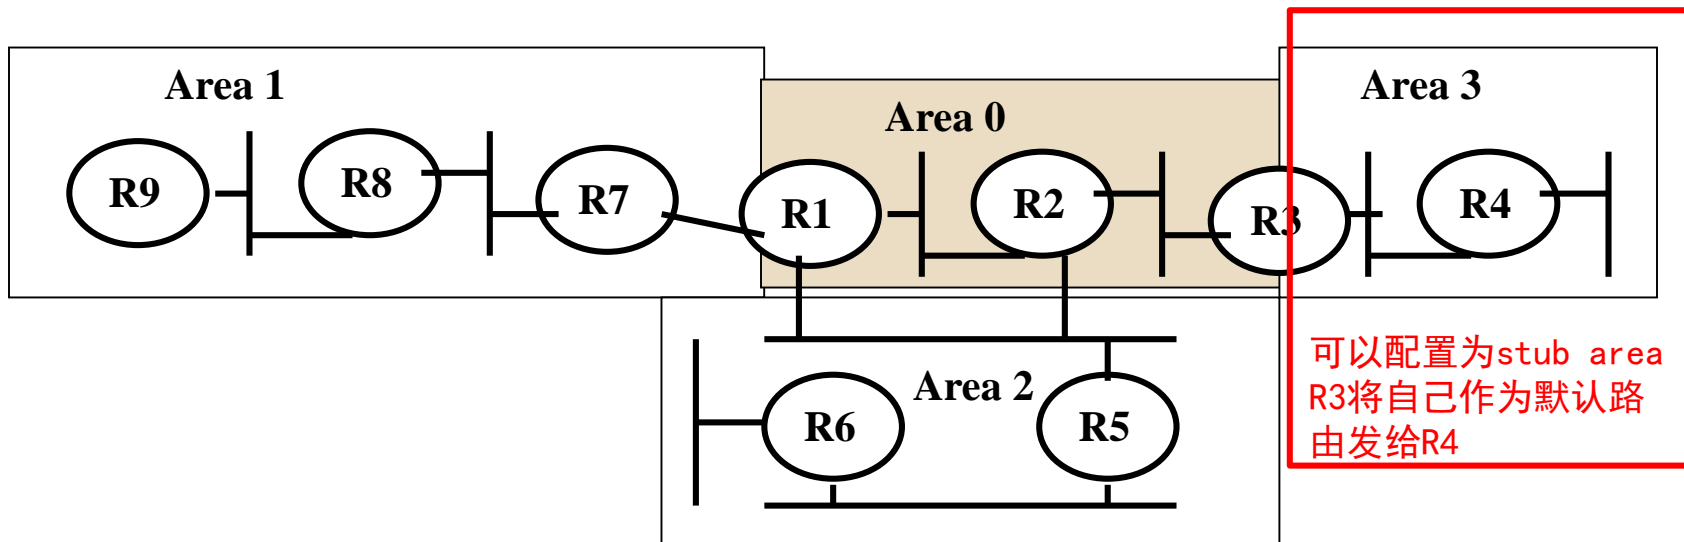 Area 1
Area 0
Area 3
R9
R8
R7
R1
R2
R3
R4
可以配置为stub area
R3将自己作为默认路
由发给R4
Area 2
R6
R5